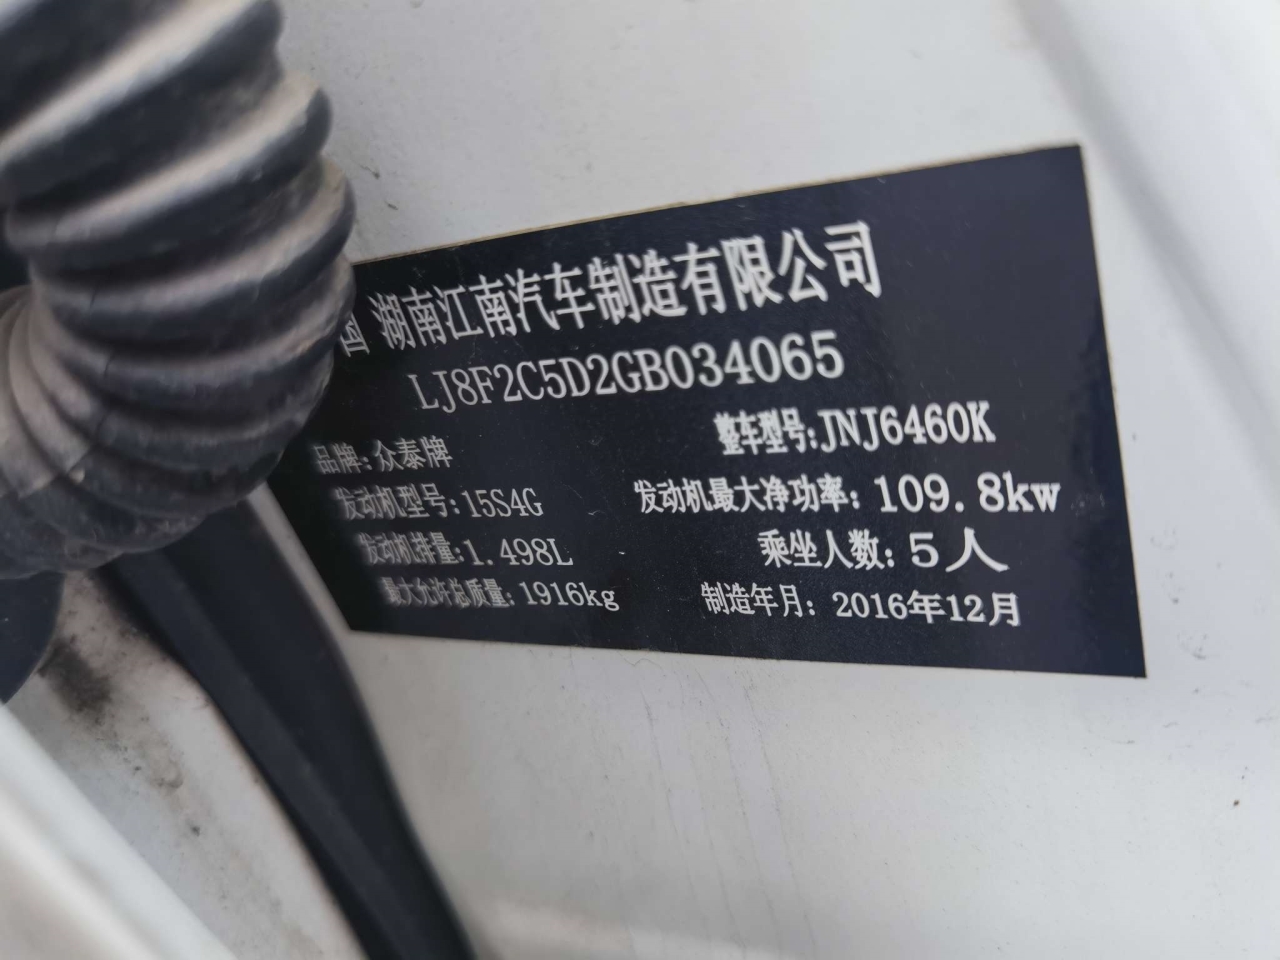 国 湖南江南汽车制造有限公司
LJ8F2C5D2GB034065
品牌:众泰牌 整车型号:JNJ6460K
发动机型号:15S4G 发动机最大净功率:109.8kw
发动机排量:1.498L 乘坐人数:5人
最大允许总质量:1916kg 制造年月:2016年12月